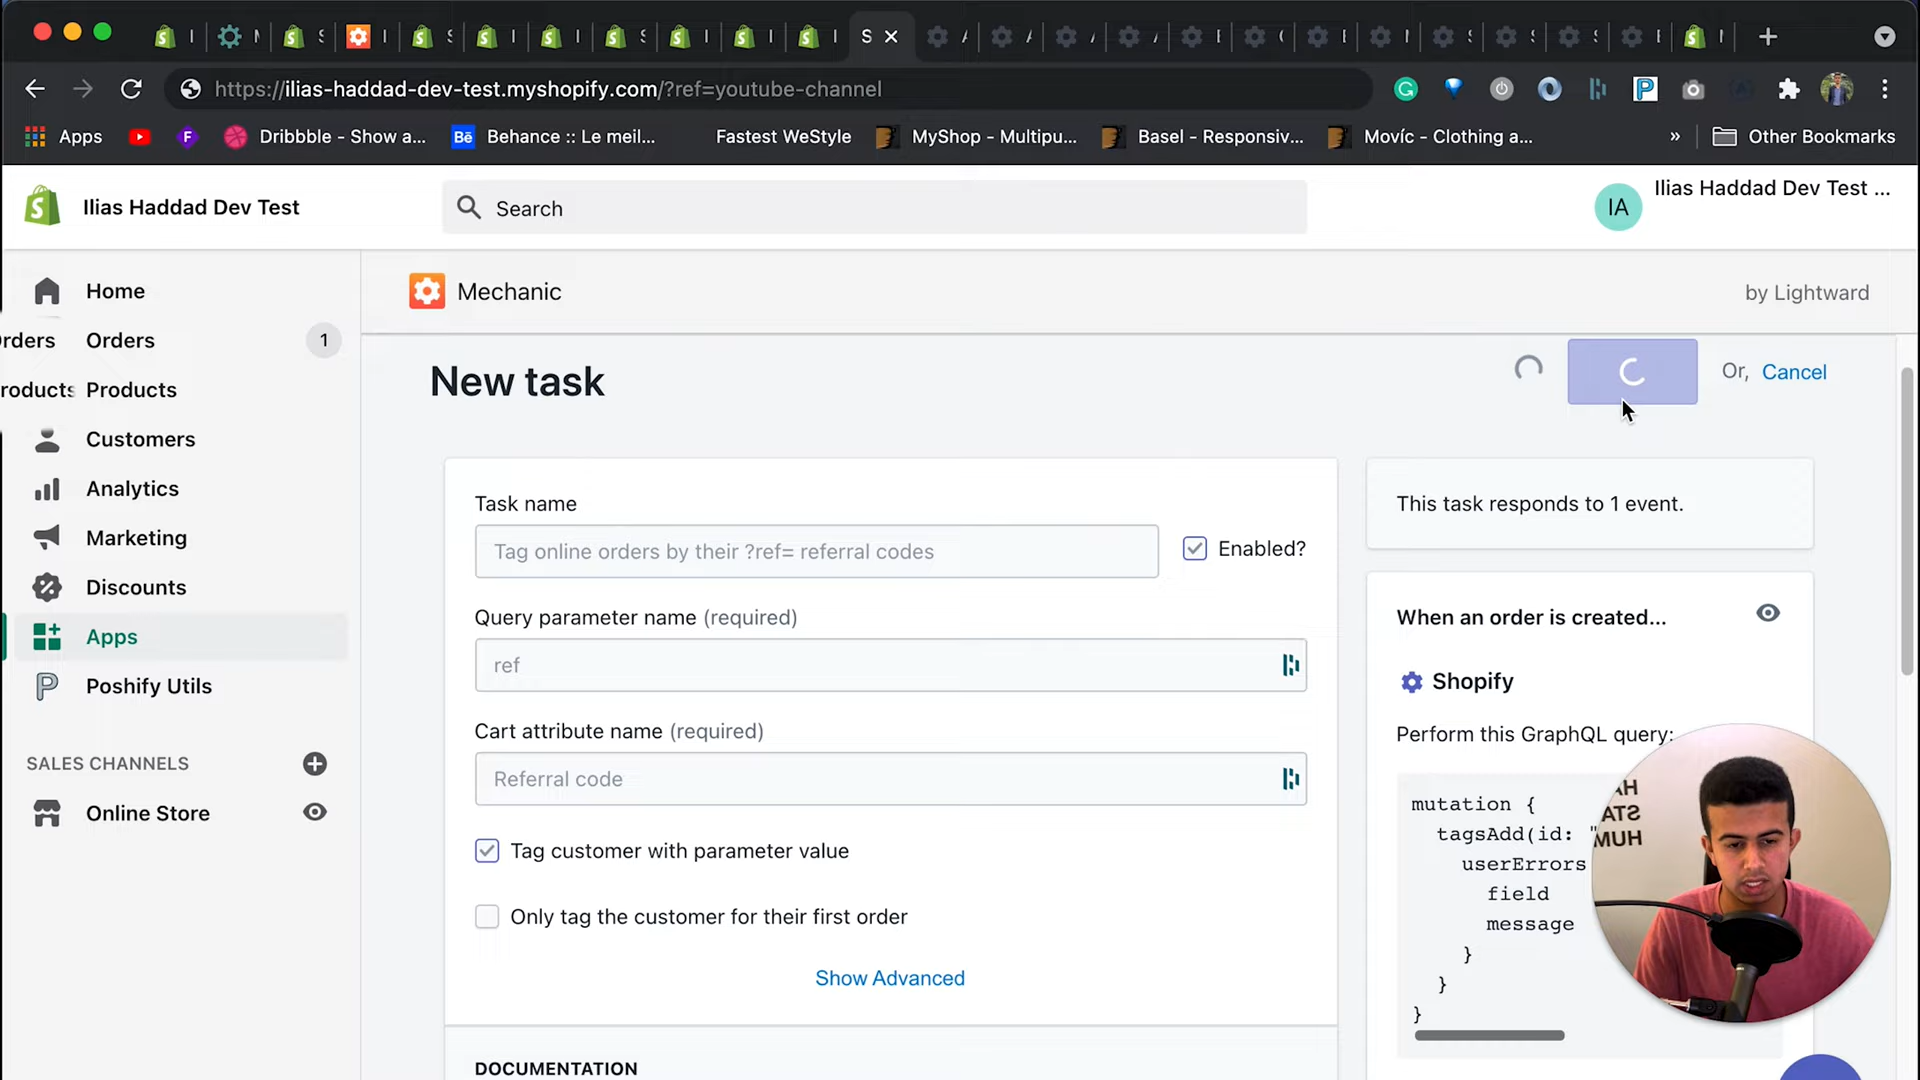 S
https://ilias-haddad-dev-test.myshopify.com/?ref=youtube-channel
Apps
Dribbble - Show a...
Behance :: Le meil...
Fastest WeStyle
MyShop - Multipu...
Basel - Responsiv...
Movíc - Clothing a...
»
Other Bookmarks
Ilias Haddad Dev Test
Search
IA
Ilias Haddad Dev Test ...
Home
Orders
1
Products
Customers
Analytics
Marketing
Discounts
Apps
Poshify Utils
SALES CHANNELS
Online Store
Mechanic
by Lightward
New task
Or, Cancel
Task name
Tag online orders by their ?ref= referral codes
Enabled?
Query parameter name (required)
ref
Cart attribute name (required)
Referral code
Tag customer with parameter value
Only tag the customer for their first order
Show Advanced
DOCUMENTATION
This task responds to 1 event.
When an order is created...
Shopify
Perform this GraphQL query:
mutation {
tagsAdd(id: "
userErrors
field
message
}
}
}